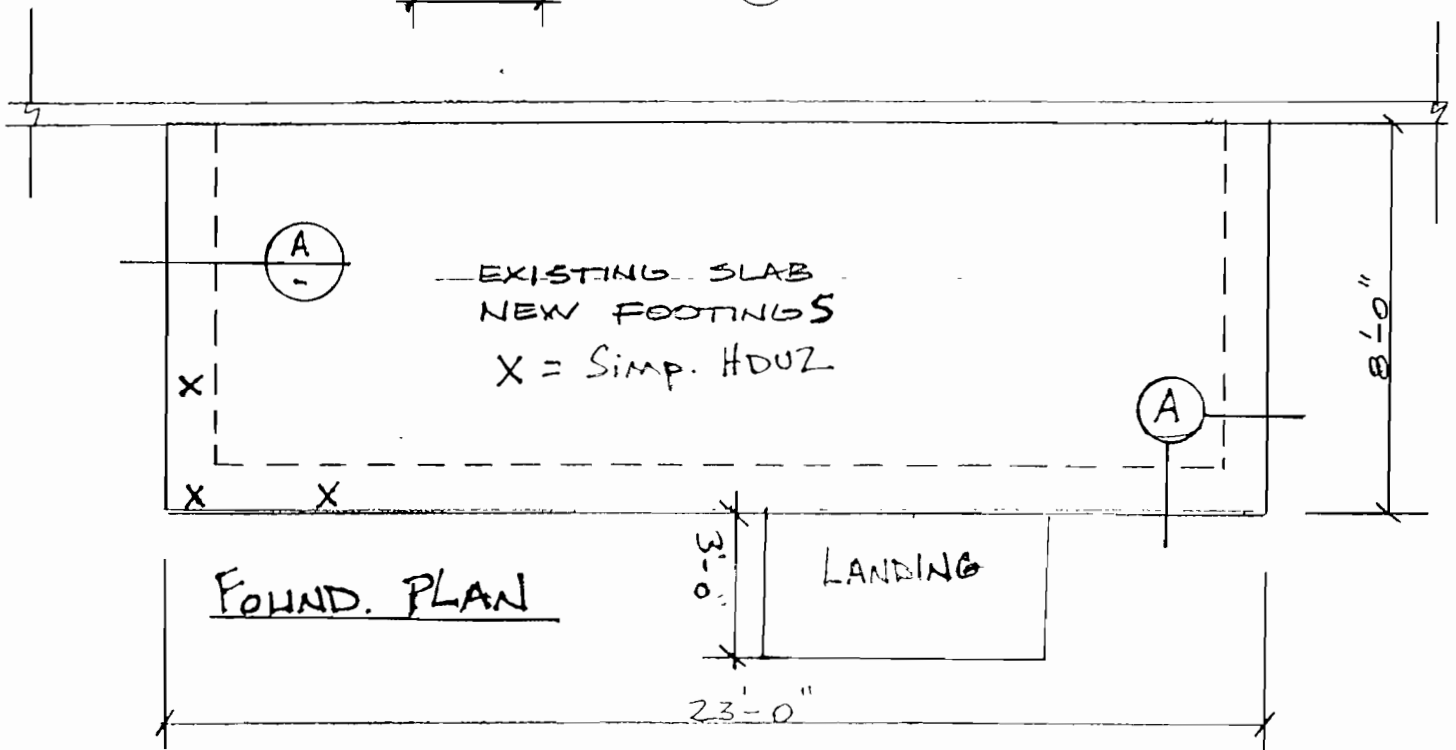 A
-
EXISTING SLAB
NEW FOOTINGS
X = Simp. HDU2
8'-0"
X
A
X X
3'-0"
LANDING
FOUND. PLAN
23'-0"